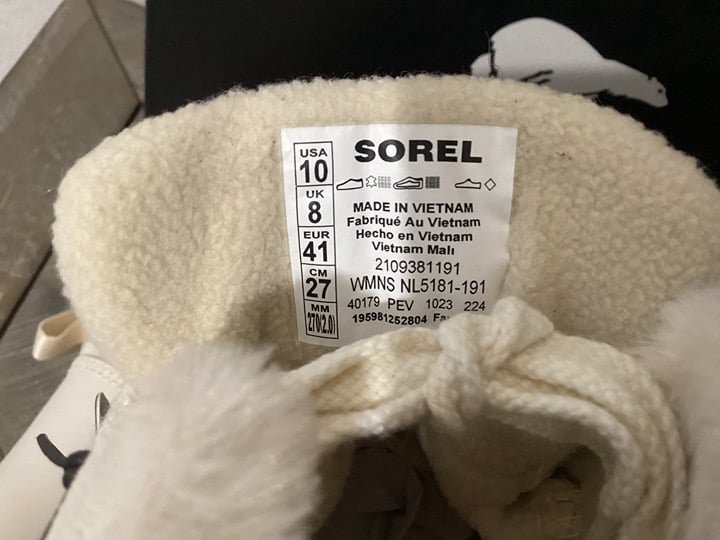 USA
10
UK
8
EUR
41
CM
27
MM
270(2.0)
SOREL
MADE IN VIETNAM
Fabriqué Au Vietnam
Hecho en Vietnam
Vietnam Malı
2109381191
WMNS NL5181-191
40179 PEV 1023 224
195981252804